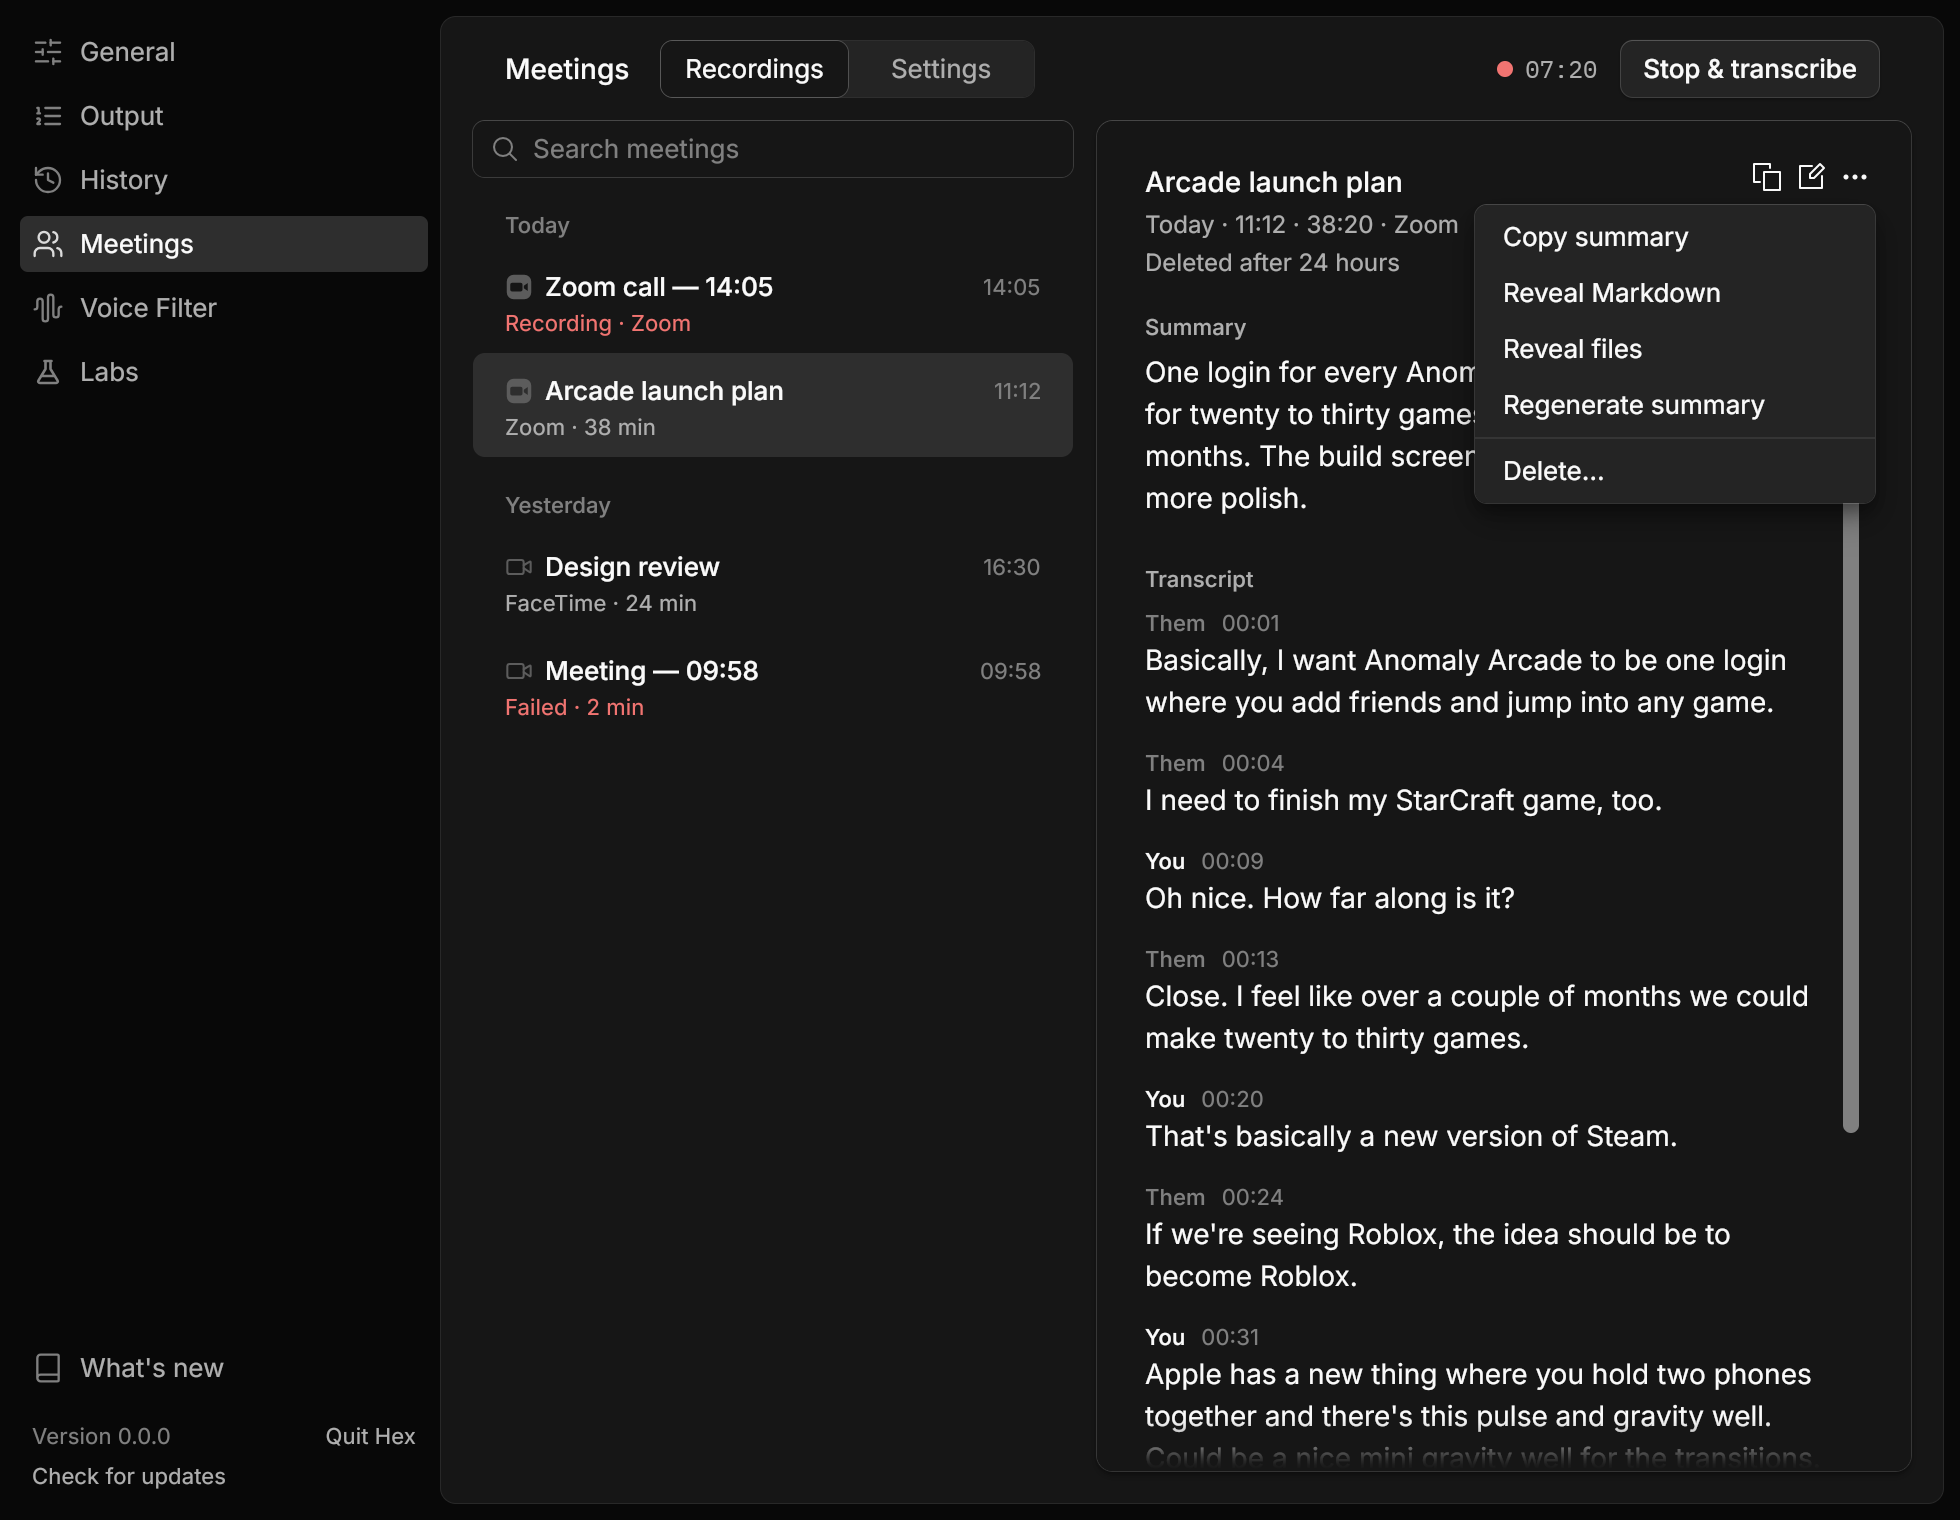 General
Output
History
Meetings
Voice Filter
Labs
What's new
Version 0.0.0
Quit Hex
Check for updates
Meetings
Recordings
Settings
07:20
Stop & transcribe
Search meetings
Today
Zoom call — 14:05
14:05
Recording · Zoom
Arcade launch plan
11:12
Zoom · 38 min
Yesterday
Design review
16:30
FaceTime · 24 min
Meeting — 09:58
09:58
Failed · 2 min
Arcade launch plan
Today · 11:12 · 38:20 · Zoom
Deleted after 24 hours
Copy summary
Reveal Markdown
Reveal files
Regenerate summary
Delete...
Summary
One login for every
for twenty to thirty
months. The build
more polish.
Transcript
Them 00:01
Basically, I want Anomaly Arcade to be one login
where you add friends and jump into any game.
Them 00:04
I need to finish my StarCraft game, too.
You 00:09
Oh nice. How far along is it?
Them 00:13
Close. I feel like over a couple of months we could
make twenty to thirty games.
You 00:20
That's basically a new version of Steam.
Them 00:24
If we're seeing Roblox, the idea should be to
become Roblox.
You 00:31
Apple has a new thing where you hold two phones
together and there's this pulse and gravity well.
Could be a nice mini gravity well for the transitions